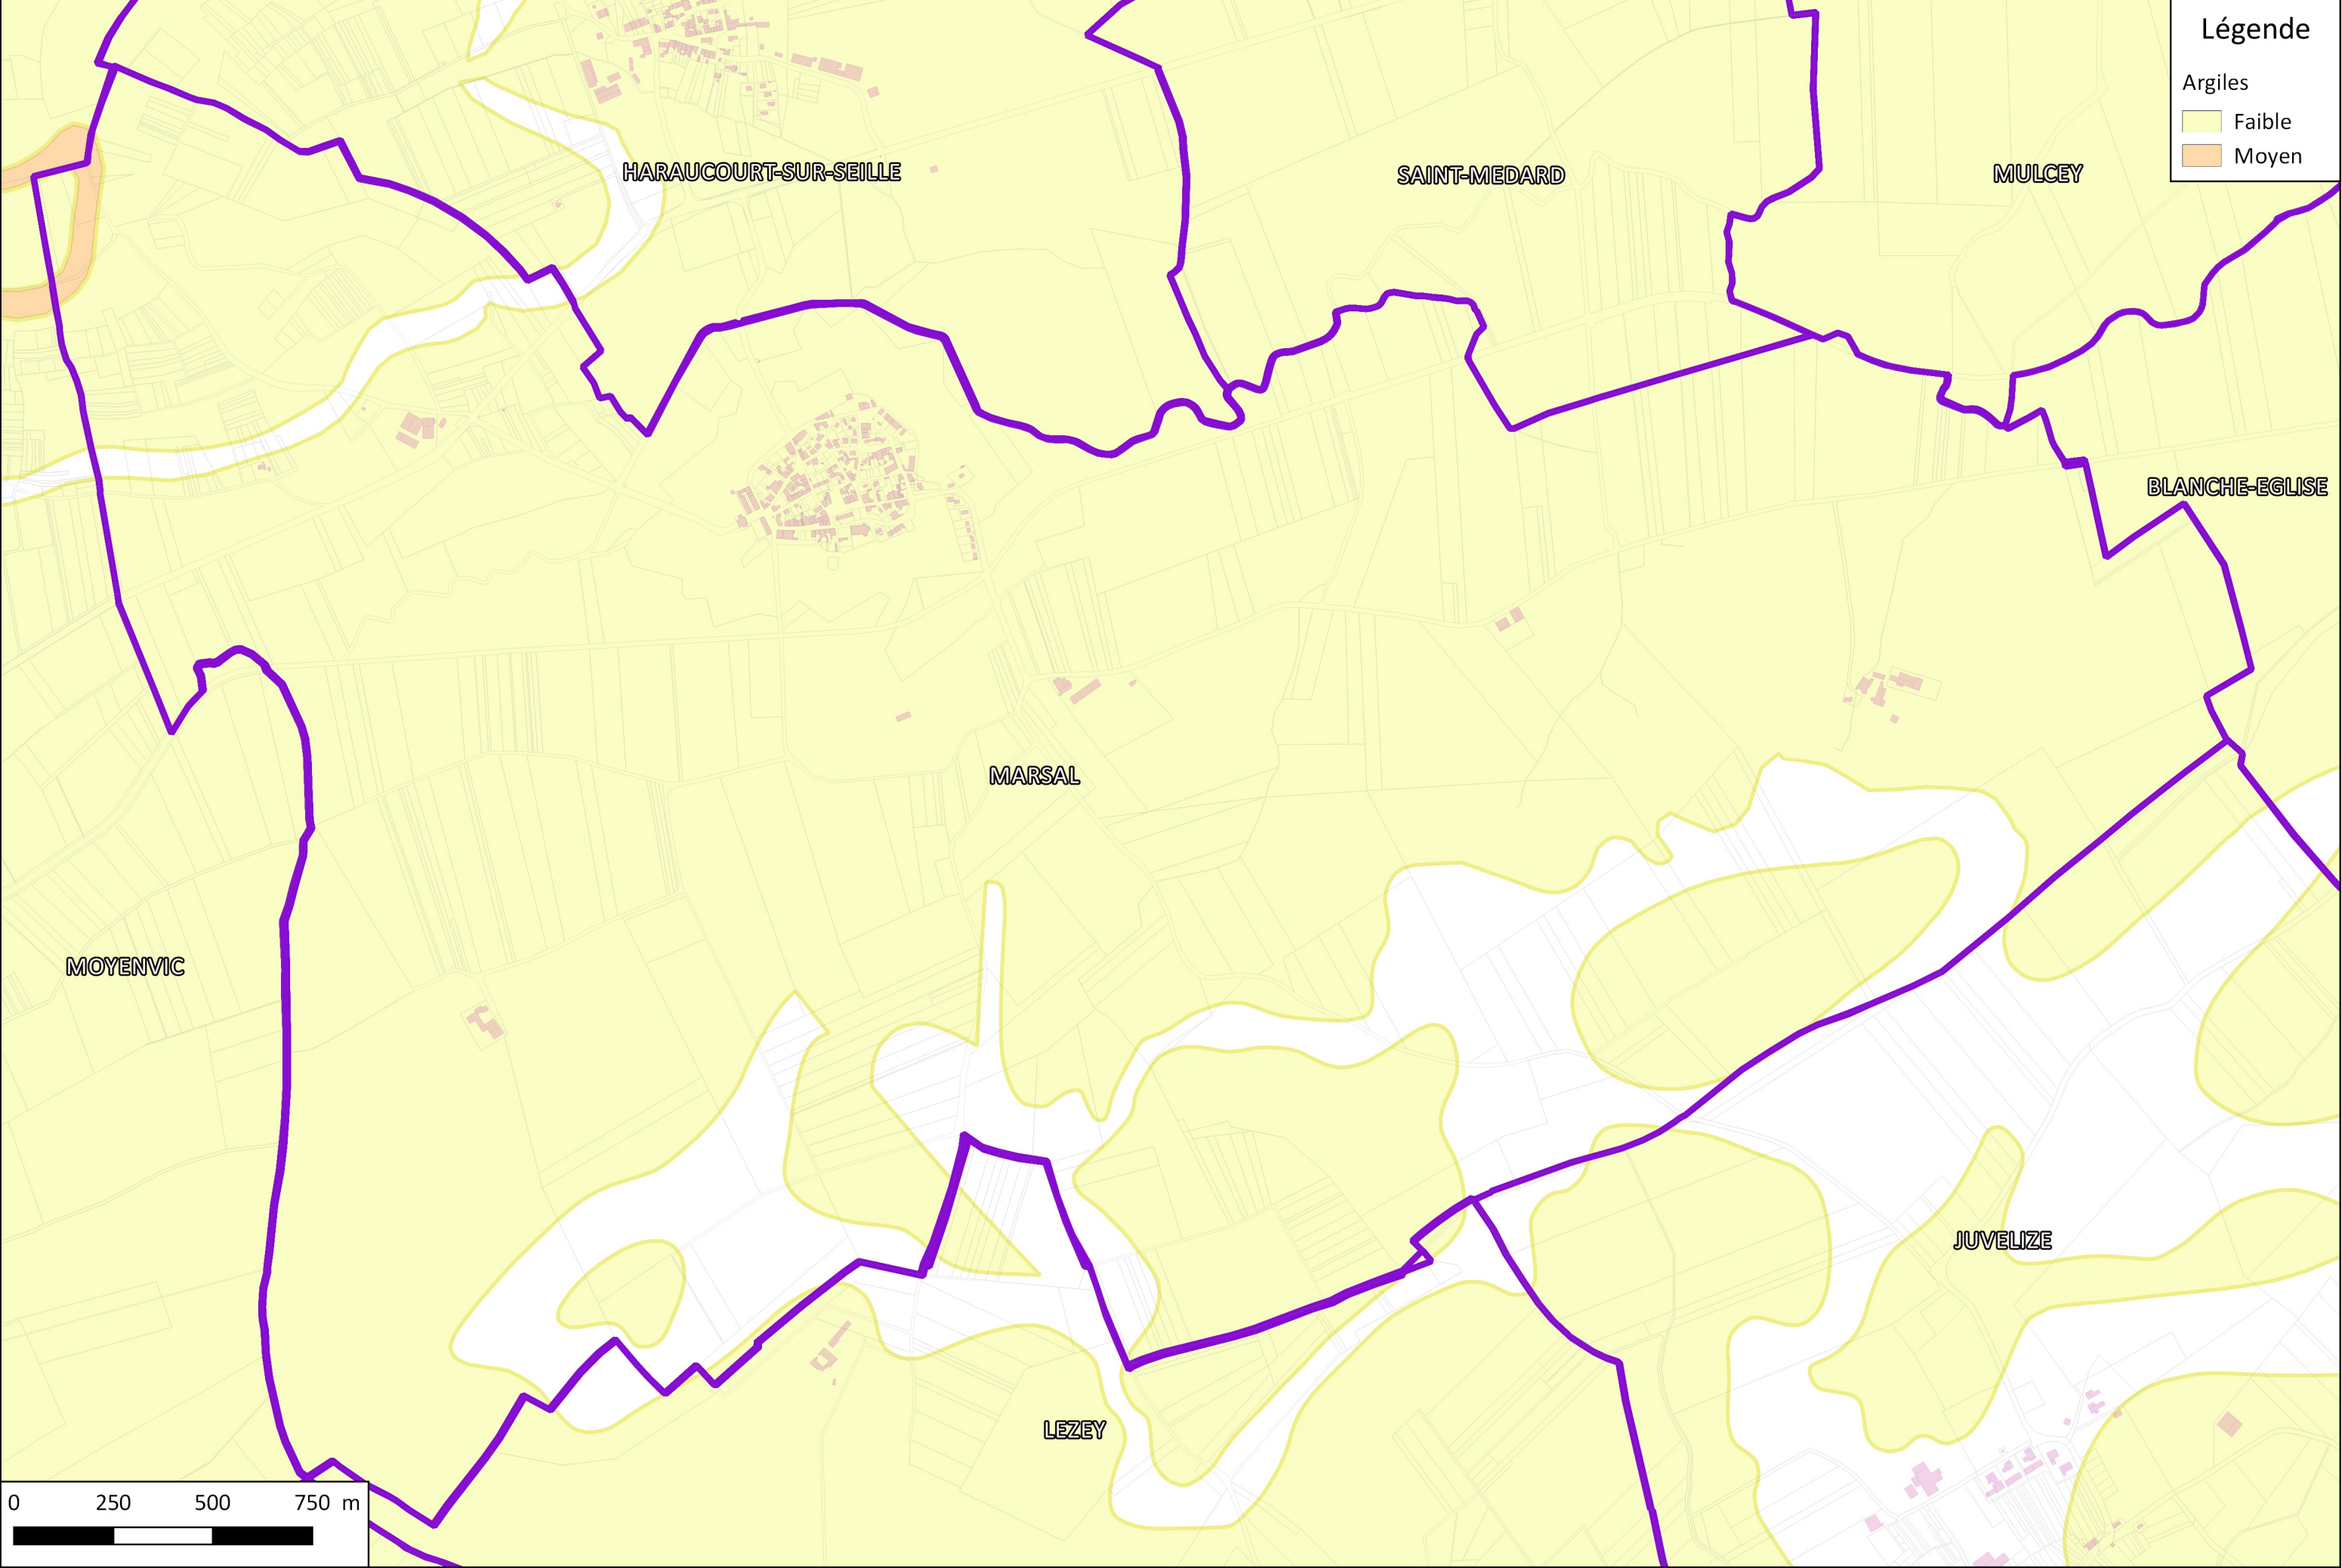 Légende
Argiles
Faible
Moyen
HARAUCOURT-SUR-SEILLE
SAINT-MEDARD
MULCEY
BLANCHE-EGLISE
MARSAL
MOYENVIC
JUVELIZE
LEZEY
0 250 500 750 m